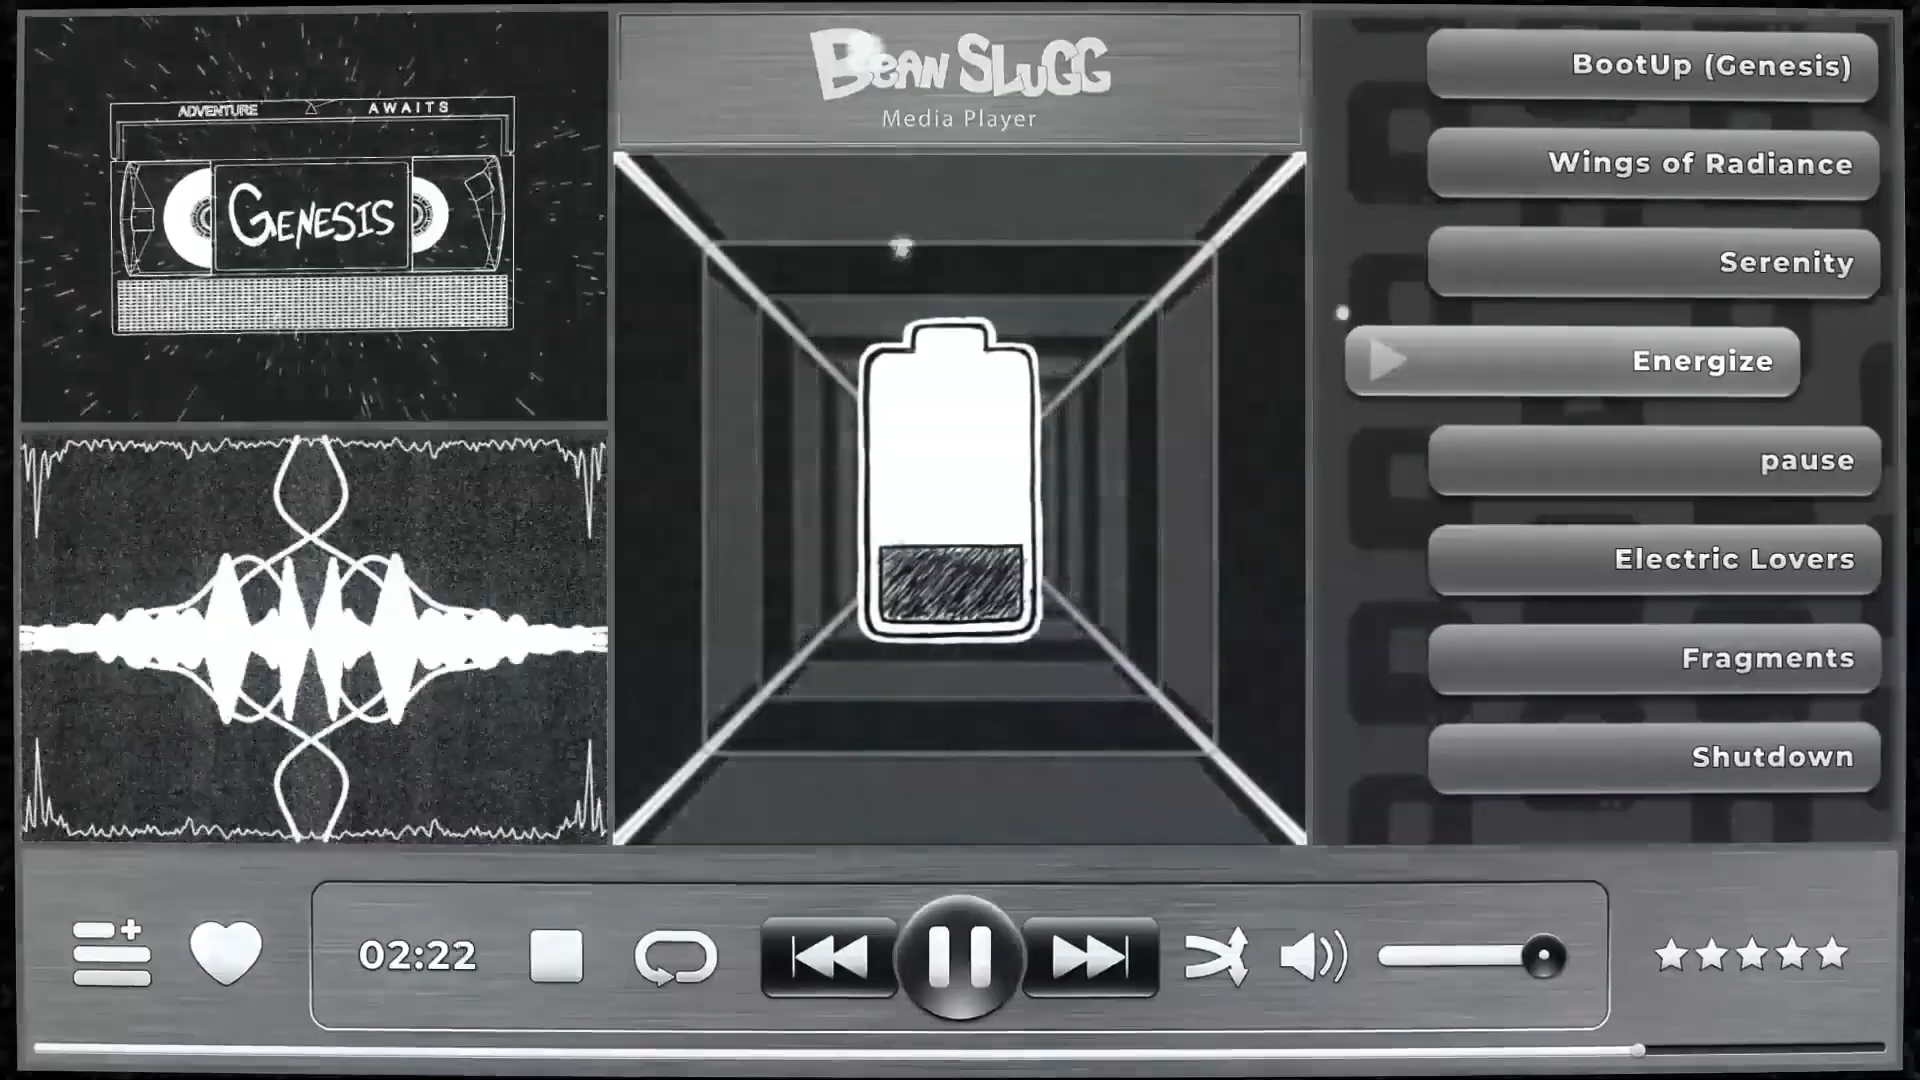 ADVENTURE AWAITS
GENESIS
BEAN SLUGG
Media Player
BootUp (Genesis)
Wings of Radiance
Serenity
Energize
pause
Electric Lovers
Fragments
Shutdown
02:22